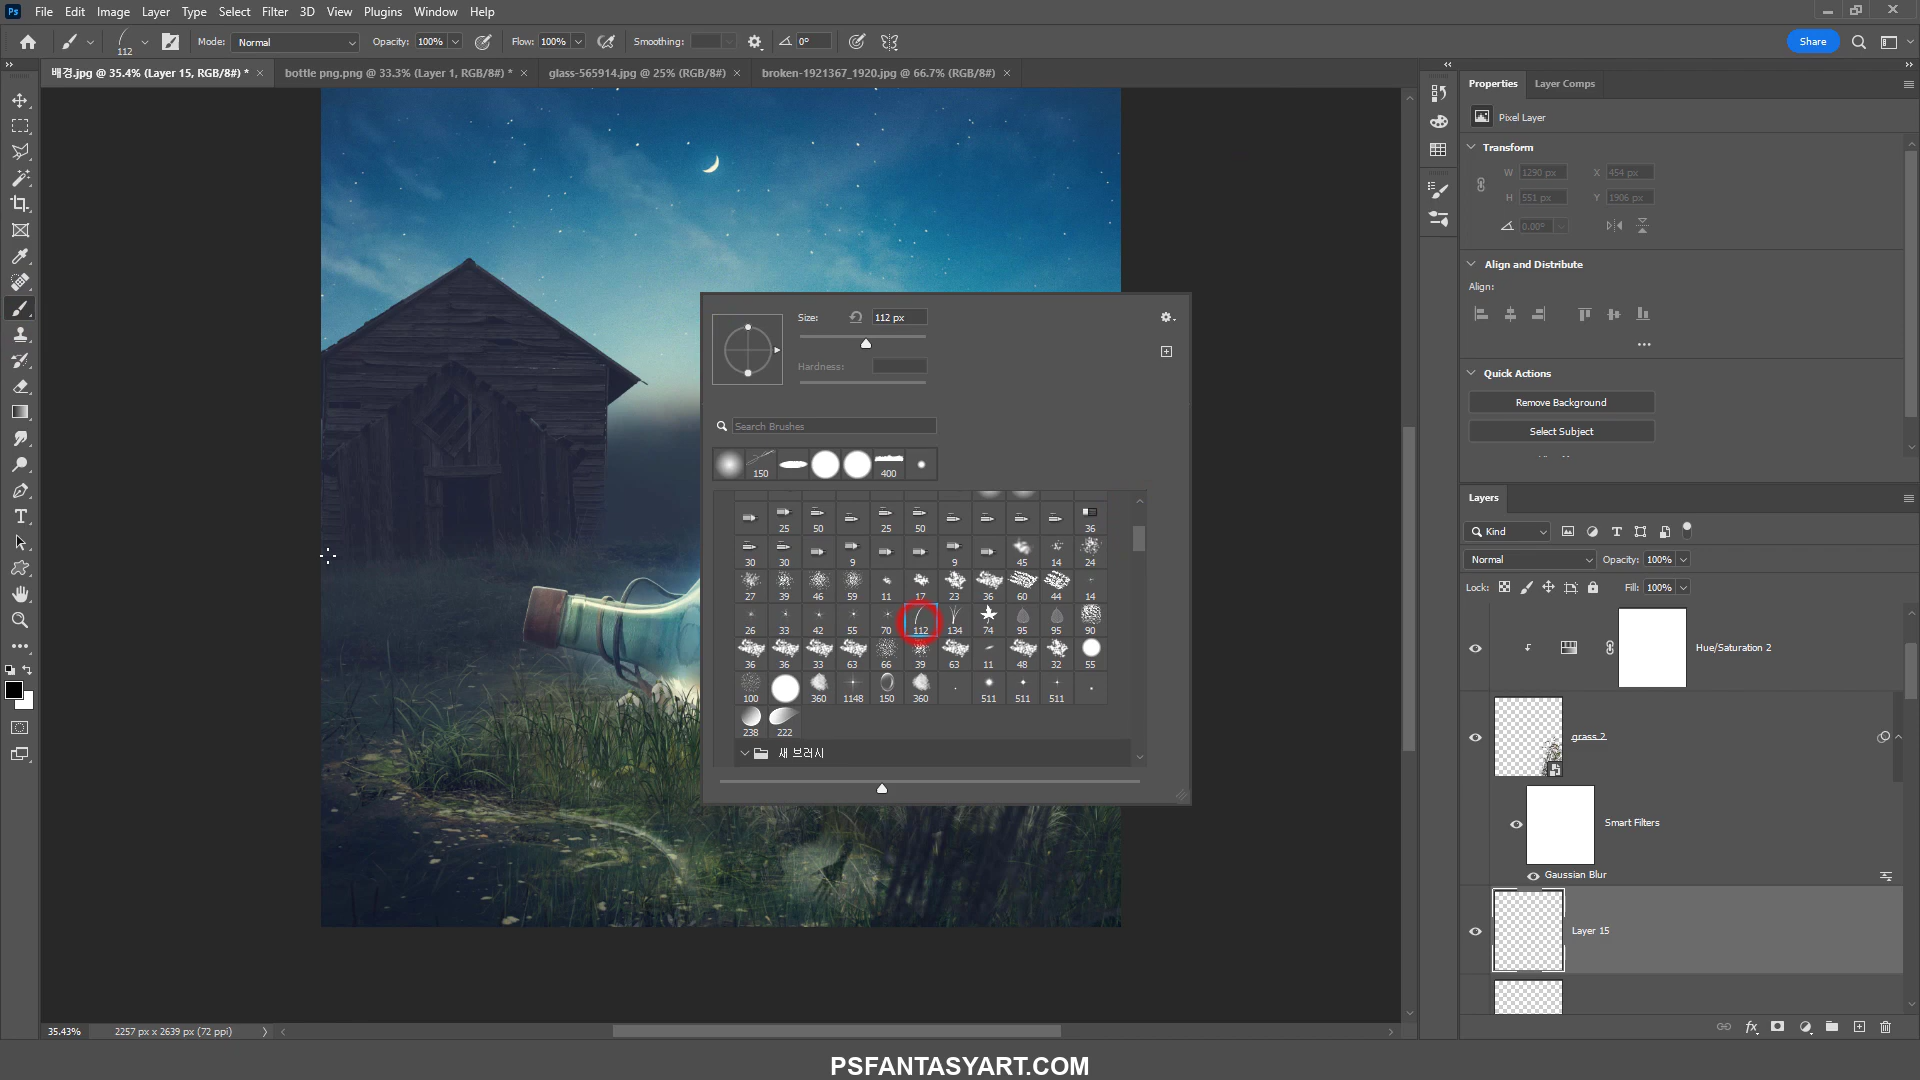 Ps File Edit Image Layer Type Select Filter 3D View Plugins Window Help
112 Mode: Normal Opacity: 100% Flow: 100% Smoothing: 0° Share
배경.jpg @ 35.4% (Layer 15, RGB/8#) * × bottle png.png @ 33.3% (Layer 1, RGB/8#) * × glass-565914.jpg @ 25% (RGB/8#) × broken-1921367_1920.jpg @ 66.7% (RGB/8#) ×
Properties Layer Comps
Pixel Layer
Transform
W 1290 px X 454 px
H 551 px Y 1906 px
0.00°
Align and Distribute
Align:
Quick Actions
Remove Background
Select Subject
Size: 112 px
Hardness:
Search Brushes
150 400
25 50 25 50 36
30 30 9 9 45 14 24
27 39 46 59 11 17 23 36 60 44 14
26 33 42 55 70 112 134 74 95 95 90
36 36 33 63 66 39 63 11 48 32 55
100 360 1148 150 360 511 511 511
238 222
새 브러시
Layers
Kind
Normal Opacity: 100%
Lock: Fill: 100%
Hue/Saturation 2
grass 2
Smart Filters
Gaussian Blur
Layer 15
35.43% 2257 px x 2639 px (72 ppi)
PSFANTASYART.COM